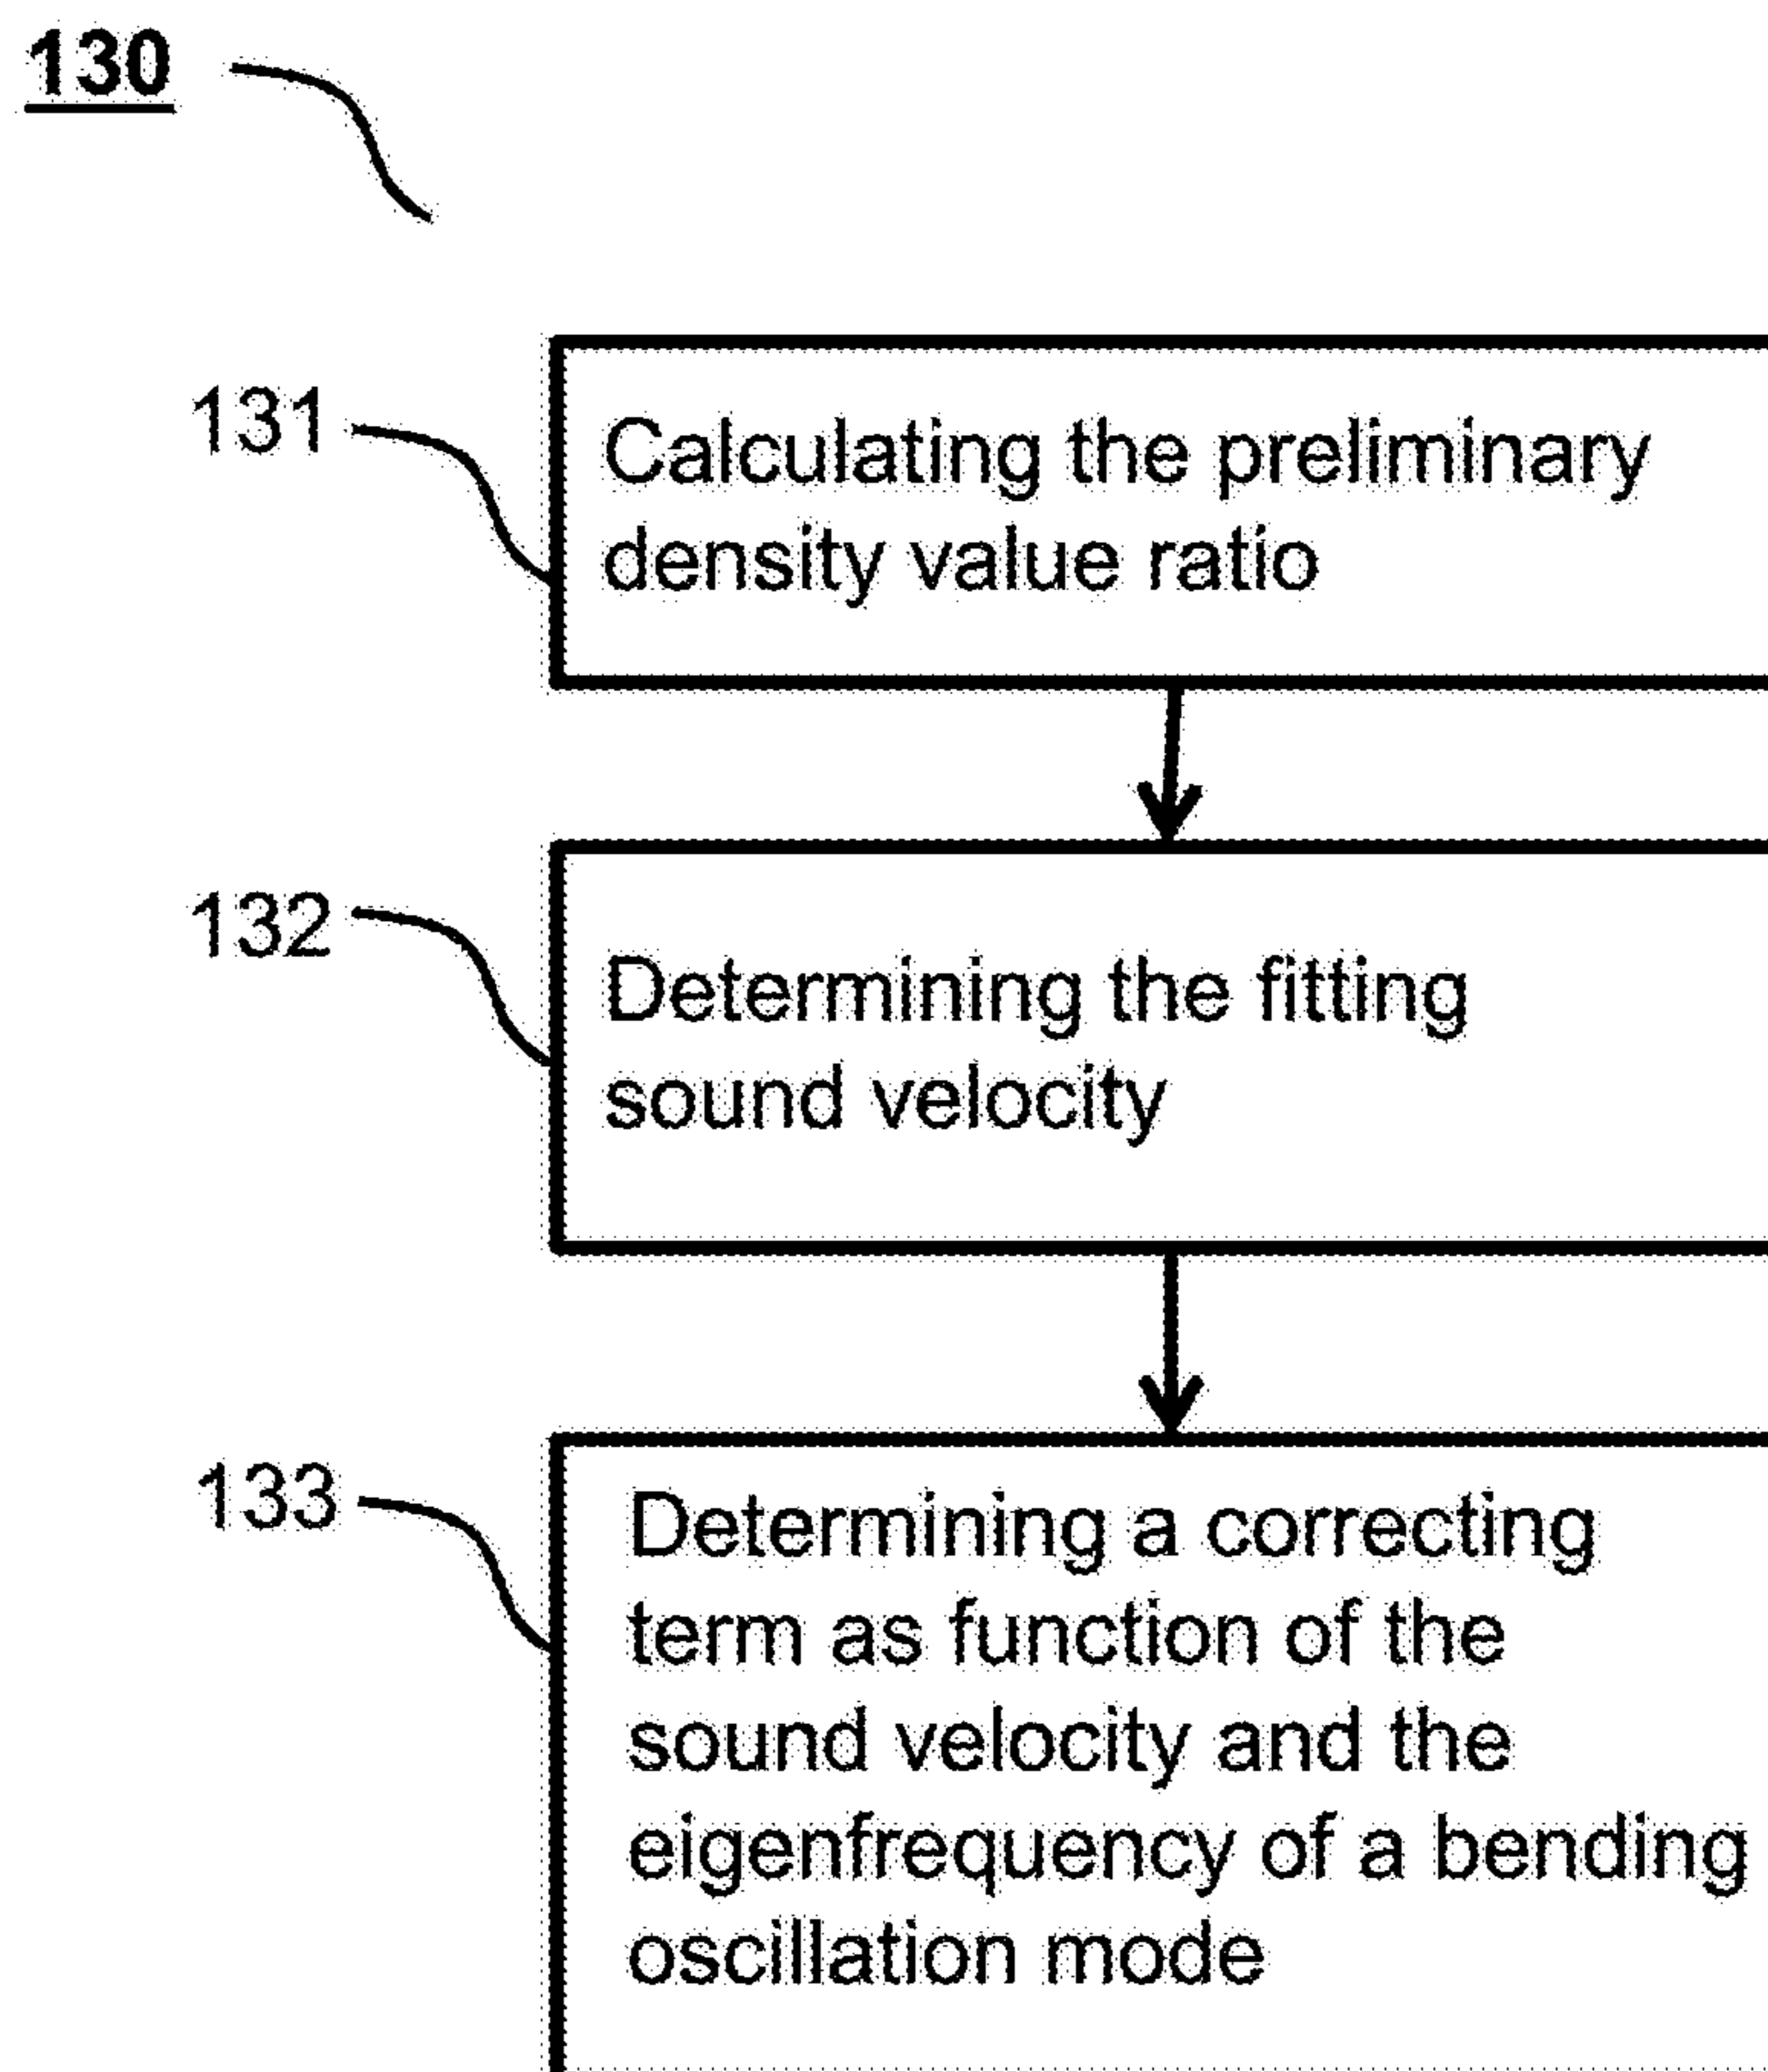 130
131
Calculating the preliminary
density value ratio
132
Determining the fitting
sound velocity
133
Determining a correcting
term as function of the
sound velocity and the
eigenfrequency of a bending
oscillation mode